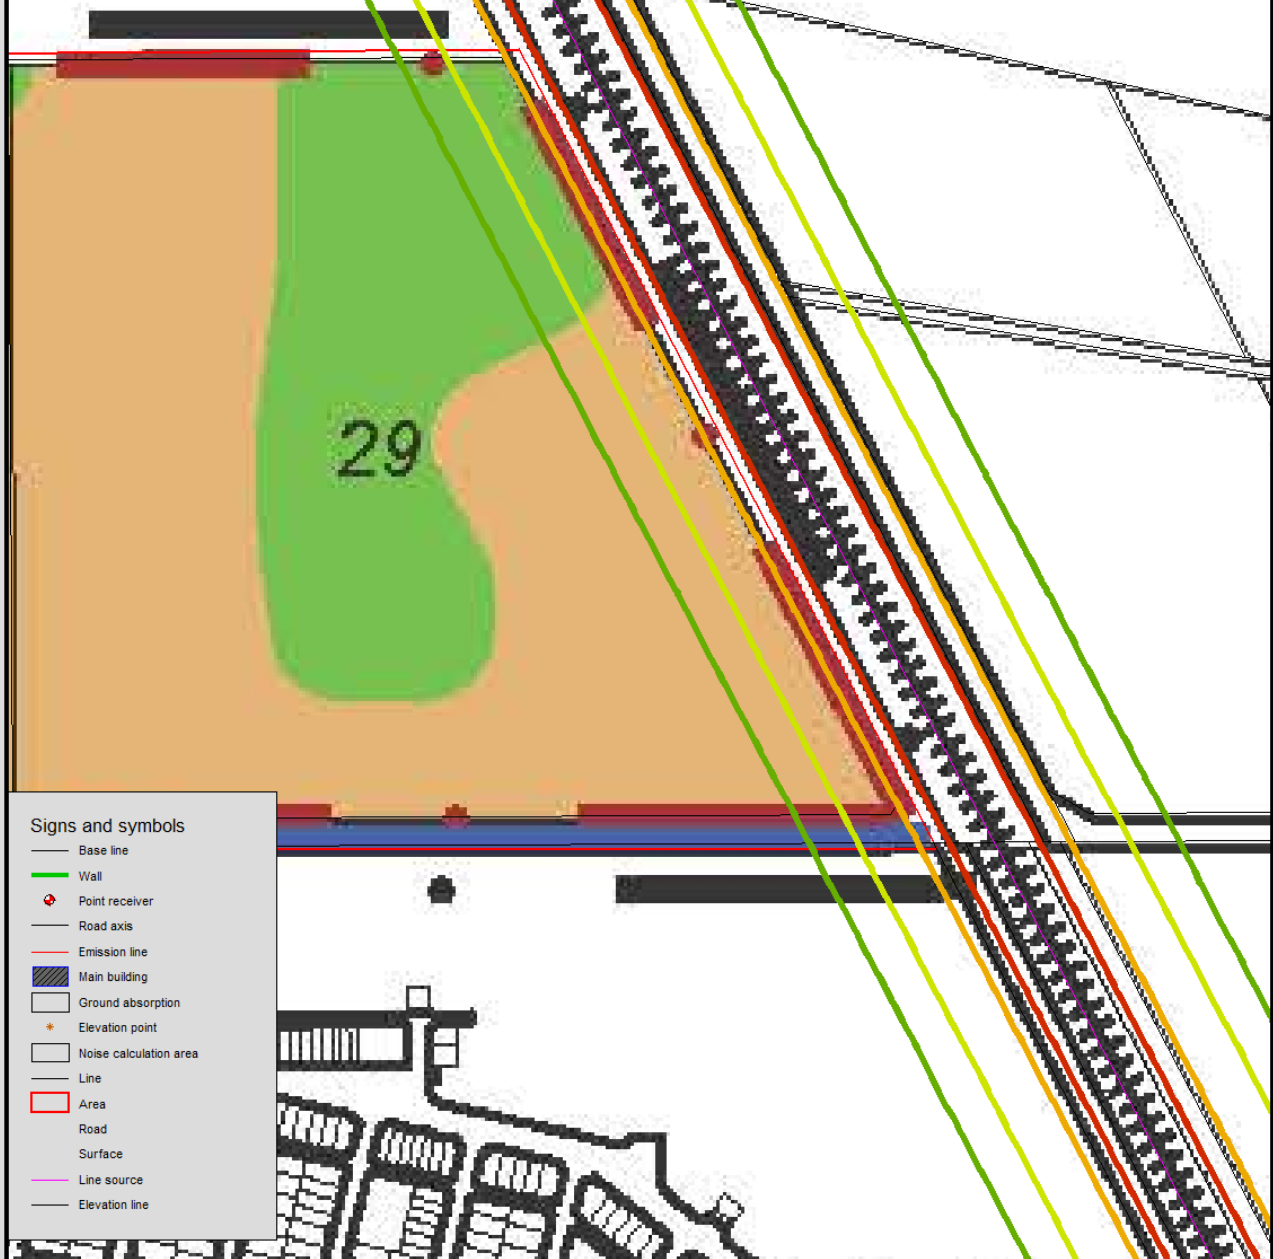 29
Signs and symbols
Base line
Wall
Point receiver
Road axis
Emission line
Main building
Ground absorption
Elevation point
Noise calculation area
Line
Area
Road
Surface
Line source
Elevation line